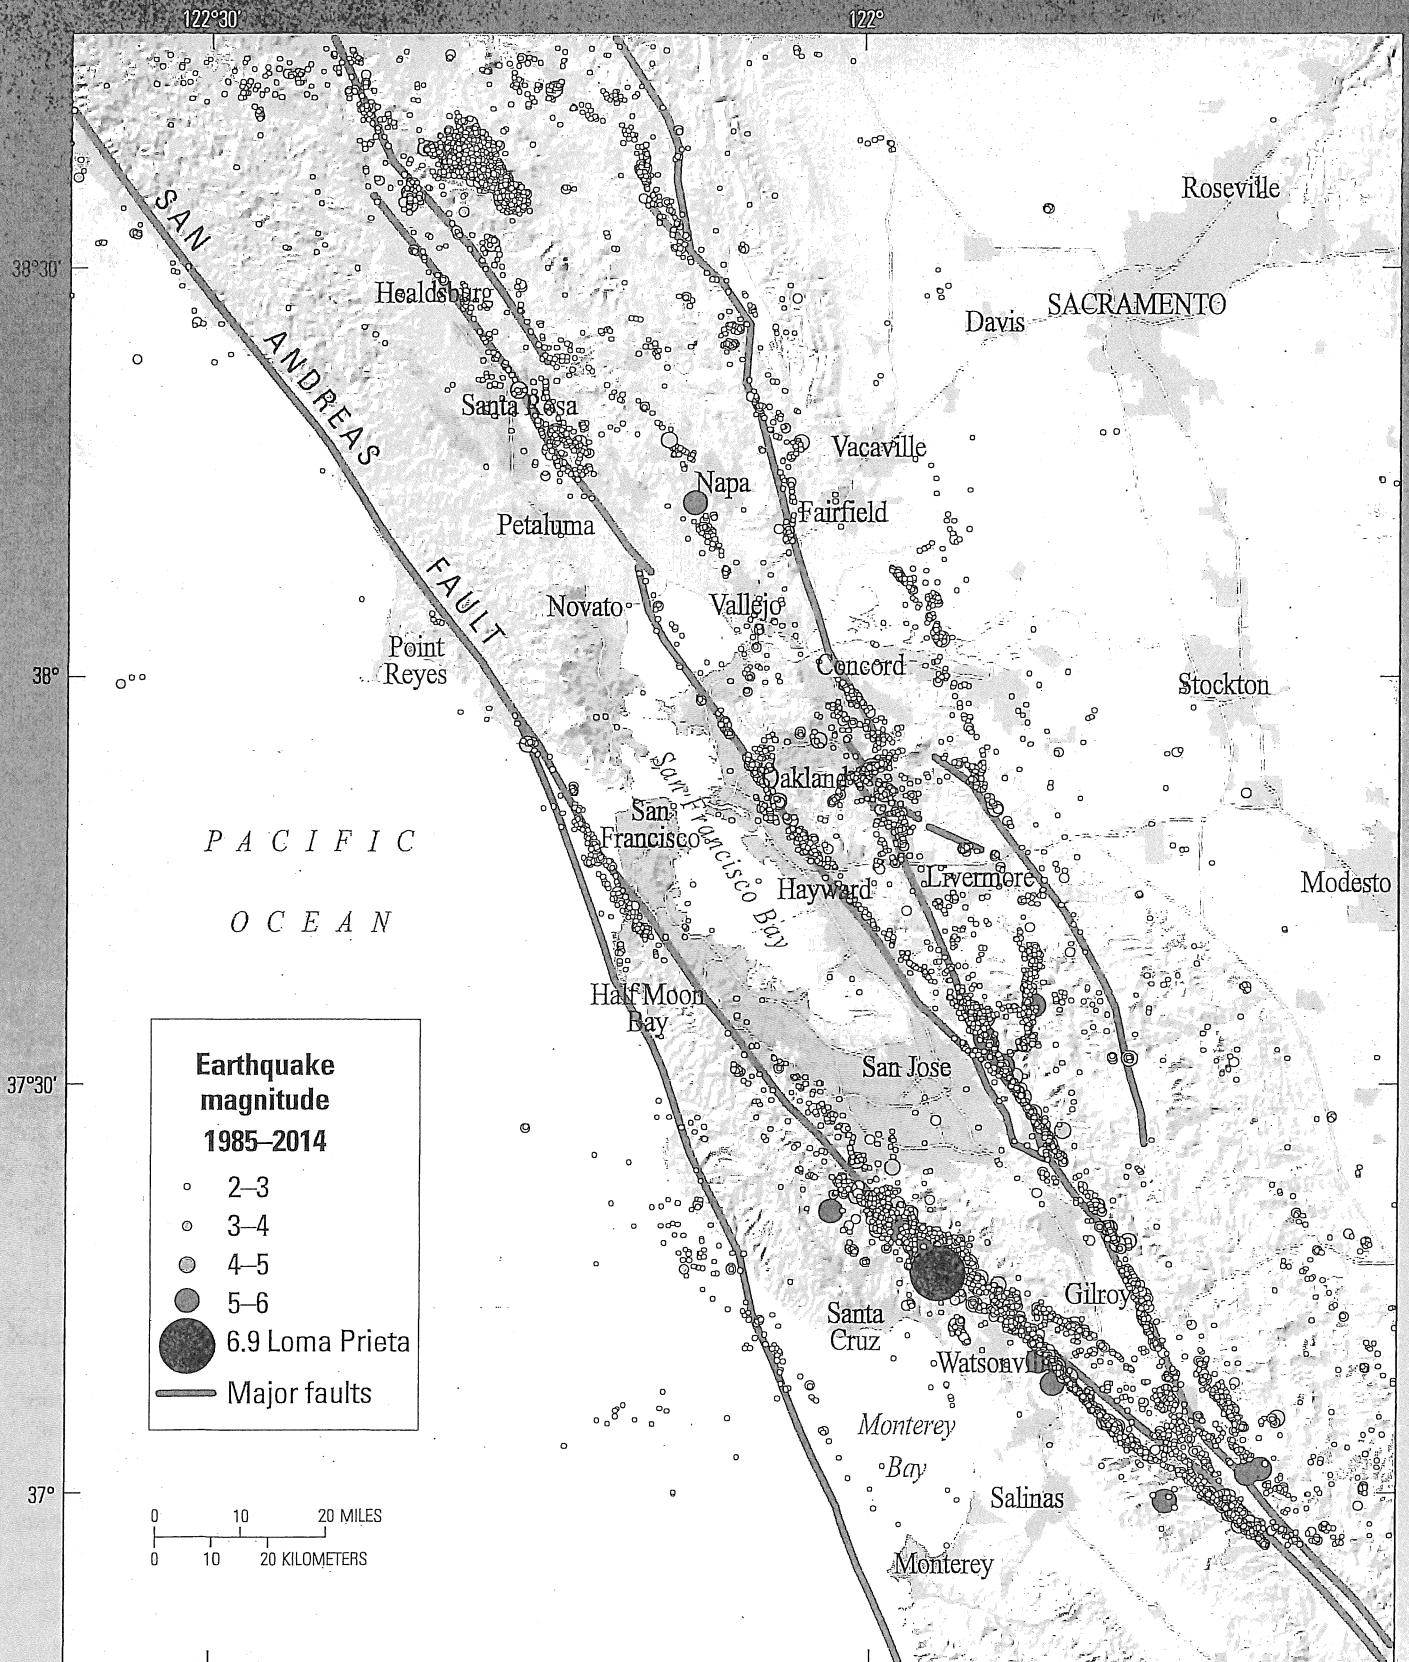 122°30'
122°
Roseville
SAN
38°30'
Healdsburg
SACRAMENTO
Davis
ANDREAS
Santa Rosa
Vacaville
Napa
Fairfield
Petaluma
FAULT
Novato
Vallejo
Point
Reyes
Concord
38°
Stockton
Oakland
San Francisco Bay
San
Francisco
PACIFIC
OCEAN
Hayward
Livermore
Modesto
Half Moon
Bay
San Jose
37°30'
Earthquake
magnitude
1985–2014
2–3
3–4
4–5
5–6
6.9 Loma Prieta
Major faults
Gilroy
Santa
Cruz
Watsonvill
Monterey
Bay
37°
Salinas
0 10 20 MILES
0 10 20 KILOMETERS
Monterey